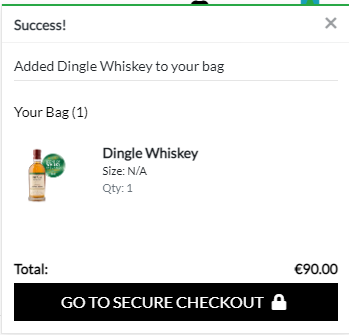 Success!
×
Added Dingle Whiskey to your bag
Your Bag (1)
Dingle Whiskey
Size: N/A
Qty: 1
Total: €90.00
GO TO SECURE CHECKOUT